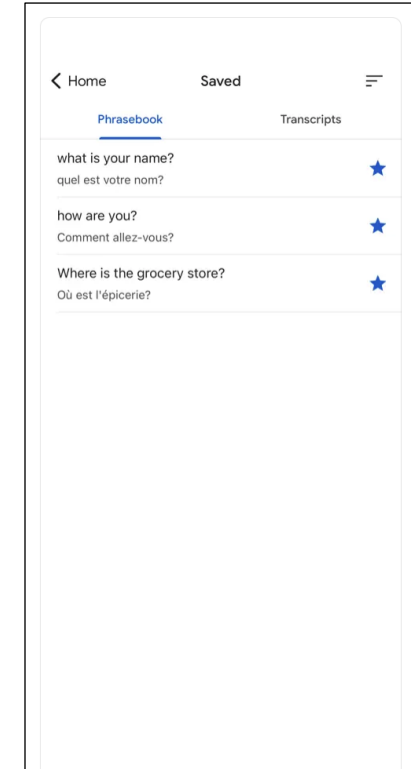 Home
Saved
Phrasebook
Transcripts
what is your name?
quel est votre nom?
how are you?
Comment allez-vous?
Where is the grocery store?
Où est l'épicerie?